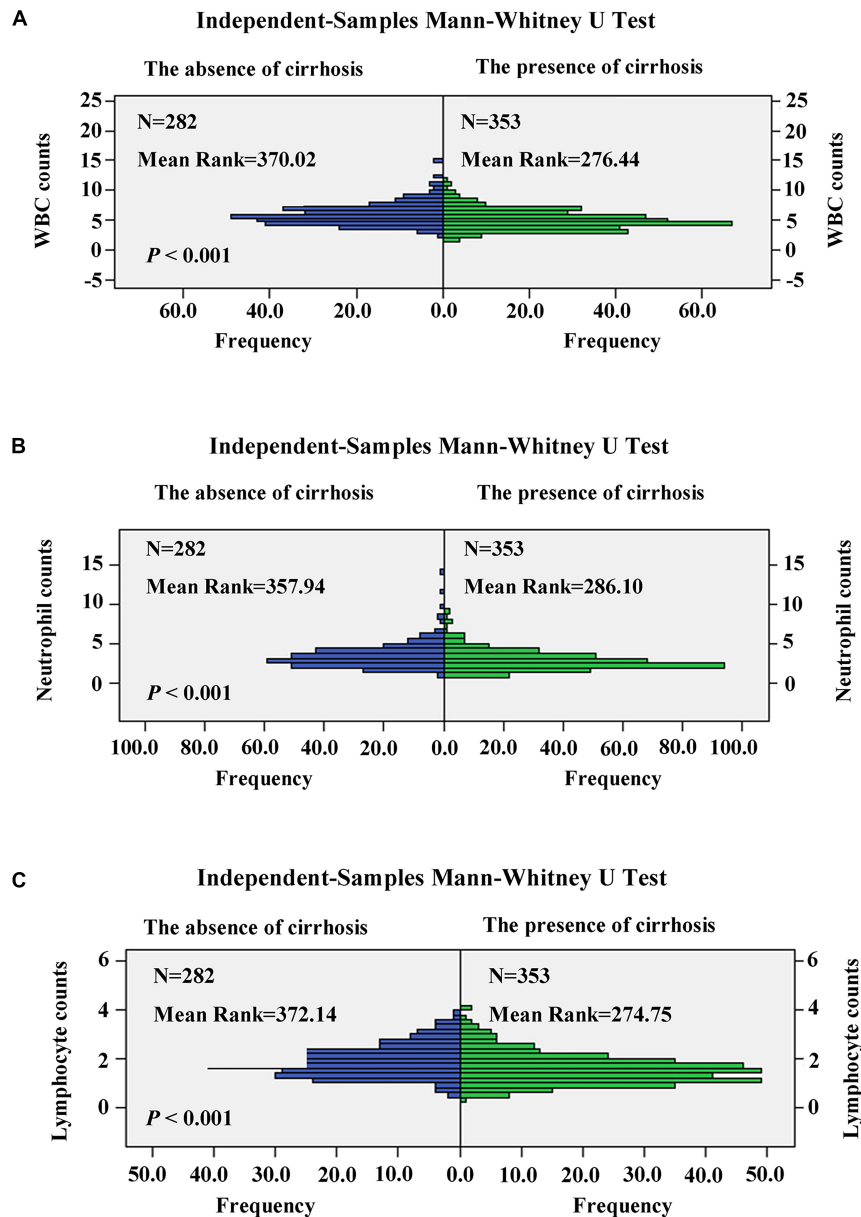 A
Independent-Samples Mann-Whitney U Test
The absence of cirrhosis The presence of cirrhosis
25 25
N=282 N=353
20 20
Mean Rank=370.02 Mean Rank=276.44
15 15
10 10
5 5
0 0
P < 0.001
-5 -5
WBC counts WBC counts
60.0 40.0 20.0 0.0 20.0 40.0 60.0
Frequency Frequency
B
Independent-Samples Mann-Whitney U Test
The absence of cirrhosis The presence of cirrhosis
N=282 N=353
15 15
Mean Rank=357.94 Mean Rank=286.10
10 10
5 5
0 0
P < 0.001
Neutrophil counts Neutrophil counts
100.0 80.0 60.0 40.0 20.0 0.0 20.0 40.0 60.0 80.0 100.0
Frequency Frequency
C
Independent-Samples Mann-Whitney U Test
The absence of cirrhosis The presence of cirrhosis
6 6
N=282 N=353
4 4
Mean Rank=372.14 Mean Rank=274.75
2 2
0 0
P < 0.001
Lymphocyte counts Lymphocyte counts
50.0 40.0 30.0 20.0 10.0 0.0 10.0 20.0 30.0 40.0 50.0
Frequency Frequency